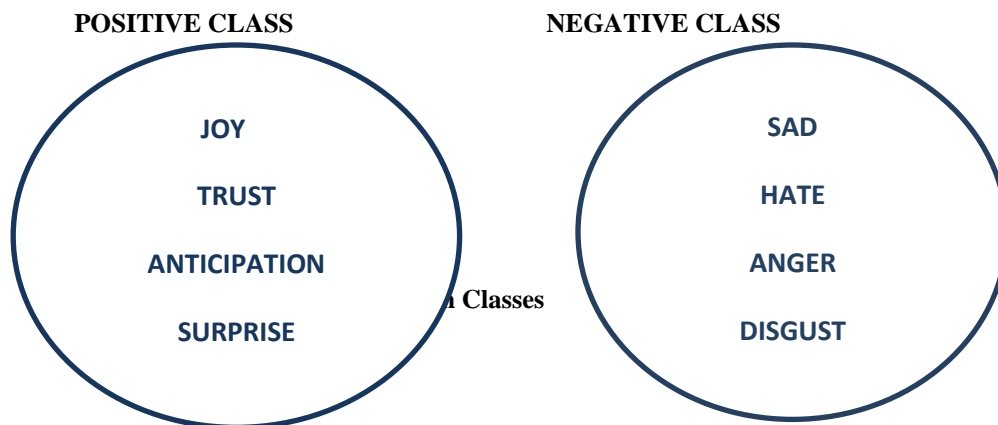 POSITIVE CLASS
NEGATIVE CLASS
JOY
TRUST
ANTICIPATION
SURPRISE
SAD
HATE
ANGER
DISGUST
Classes